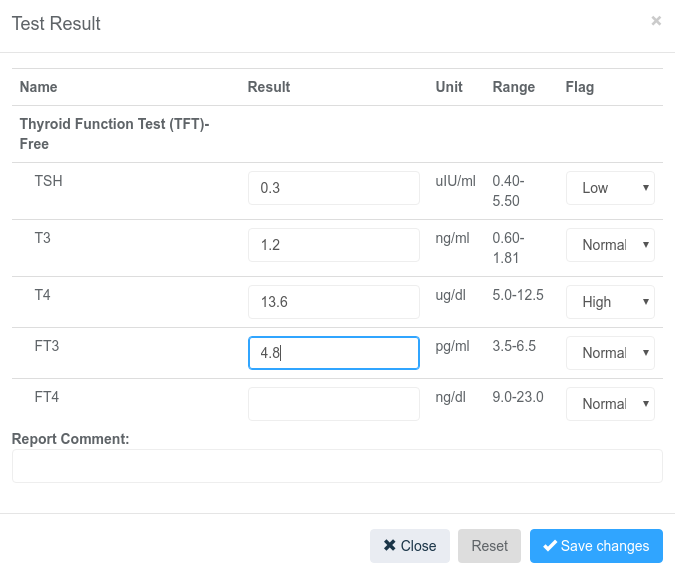 Test Result ×
Name Result Unit Range Flag
Thyroid Function Test (TFT)-
Free
TSH 0.3 uIU/ml 0.40-
5.50 Low
T3 1.2 ng/ml 0.60-
1.81 Normal
T4 13.6 ug/dl 5.0-12.5 High
FT3 4.8 pg/ml 3.5-6.5 Normal
FT4 ng/dl 9.0-23.0 Normal
Report Comment:
Close Reset Save changes